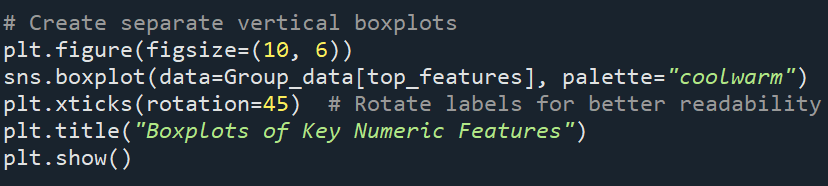 # Create separate vertical boxplots
plt.figure(figsize=(10, 6))
sns.boxplot(data=Group_data[top_features], palette="coolwarm")
plt.xticks(rotation=45)  # Rotate labels for better readability
plt.title("Boxplots of Key Numeric Features")
plt.show()